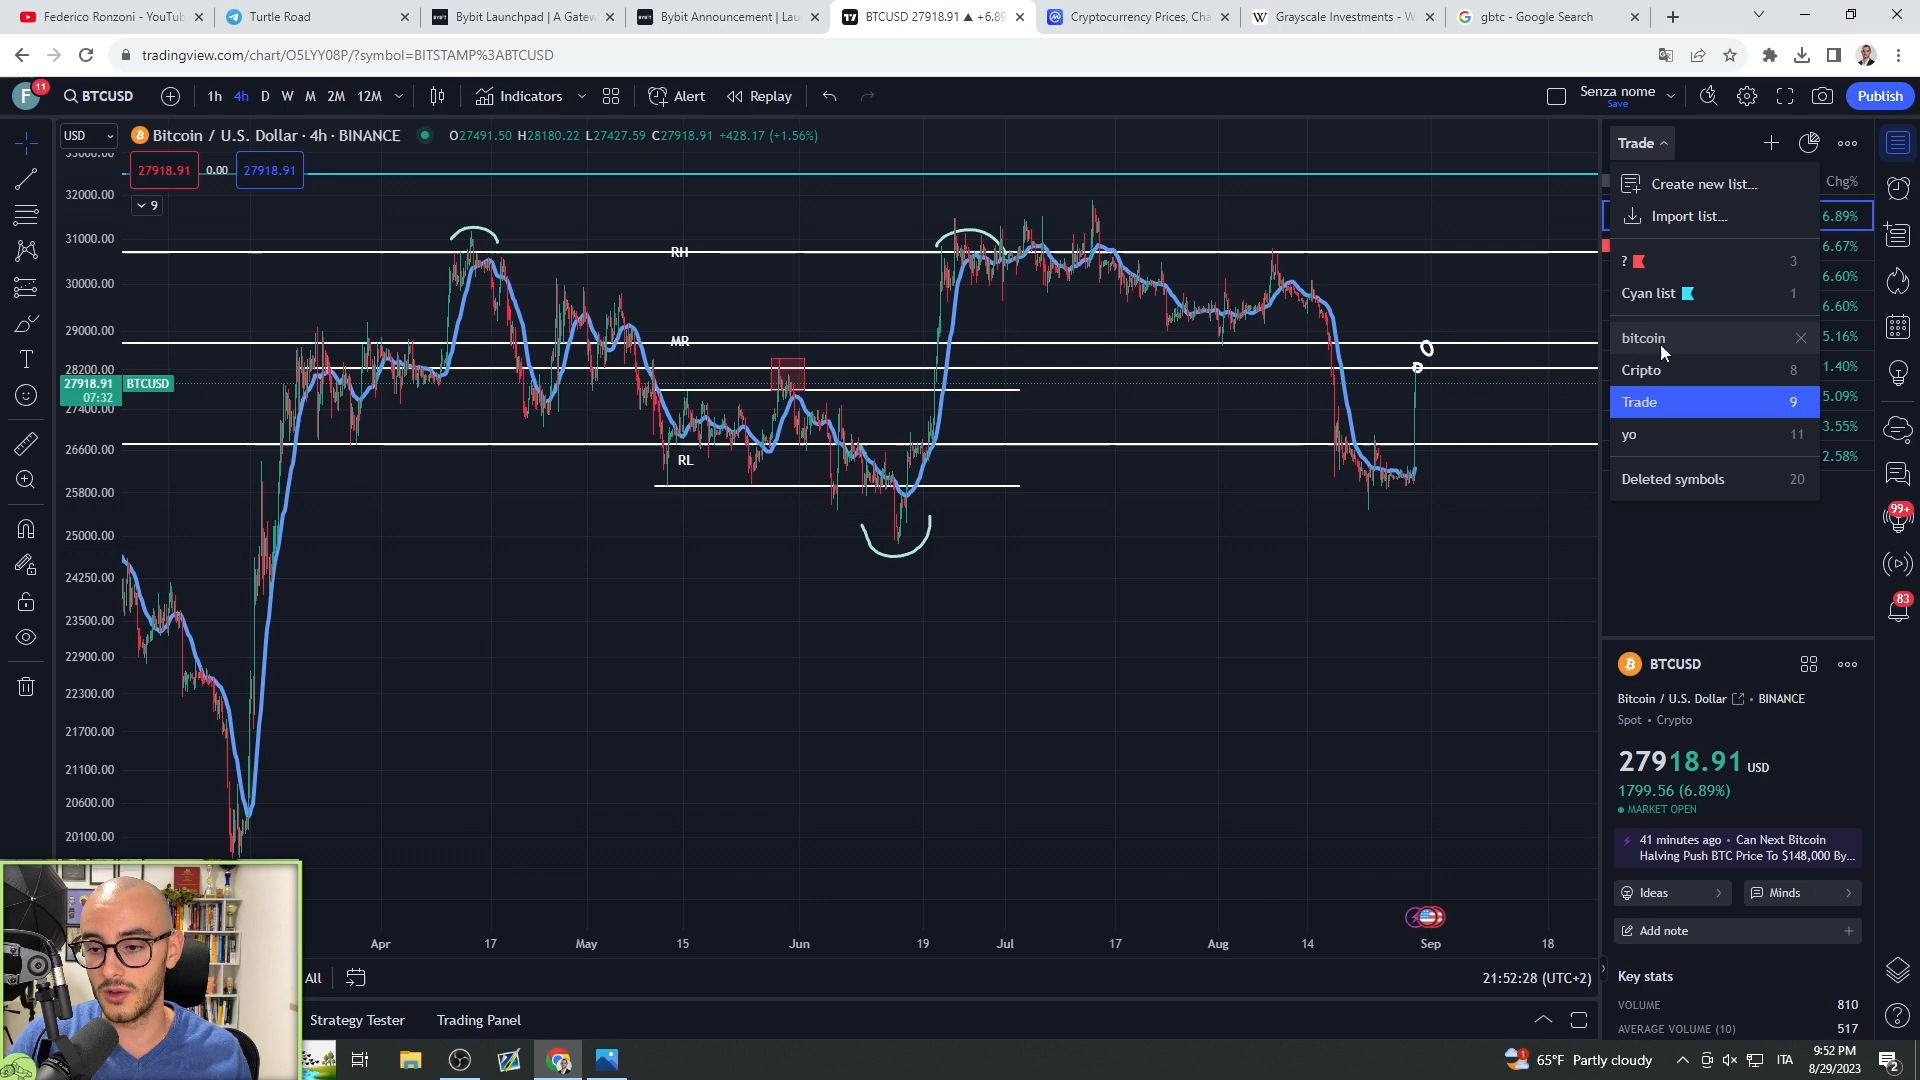 Federico Ronzoni - YouTub
Turtle Road
Bybit Launchpad | A Gatew
Bybit Announcement | Lau
BTCUSD 27918.91 ▲ +6.89
Cryptocurrency Prices, Cha
Grayscale Investments - W
gbtc - Google Search
tradingview.com/chart/O5LYY08P/?symbol=BITSTAMP%3ABTCUSD
F
11
BTCUSD
1h
4h
D
W
M
2M
12M
Indicators
Alert
Replay
Senza nome
Save
Publish
USD
Bitcoin / U.S. Dollar · 4h · BINANCE
O27491.50 H28180.22 L27427.59 C27918.91 +428.17 (+1.56%)
27918.91
0.00
27918.91
9
33000.00
32000.00
31000.00
30000.00
29000.00
28200.00
27918.91
07:32
BTCUSD
27400.00
26600.00
25800.00
25000.00
24250.00
23500.00
22900.00
22300.00
21700.00
21100.00
20600.00
20100.00
RH
MR
RL
Apr
17
May
15
Jun
19
Jul
17
Aug
14
Sep
18
All
21:52:28 (UTC+2)
Strategy Tester
Trading Panel
Trade
Chg%
Create new list...
Import list...
? 3
Cyan list 1
bitcoin
Cripto 8
Trade 9
yo 11
Deleted symbols 20
6.89%
6.67%
6.60%
6.60%
5.16%
1.40%
5.09%
3.55%
2.58%
99+
83
BTCUSD
Bitcoin / U.S. Dollar • BINANCE
Spot • Crypto
27918.91 USD
1799.56 (6.89%)
MARKET OPEN
41 minutes ago • Can Next Bitcoin
Halving Push BTC Price To $148,000 By...
Ideas
Minds
Add note
Key stats
VOLUME 810
AVERAGE VOLUME (10) 517
1
65°F Partly cloudy
ITA
9:52 PM
8/29/2023
2